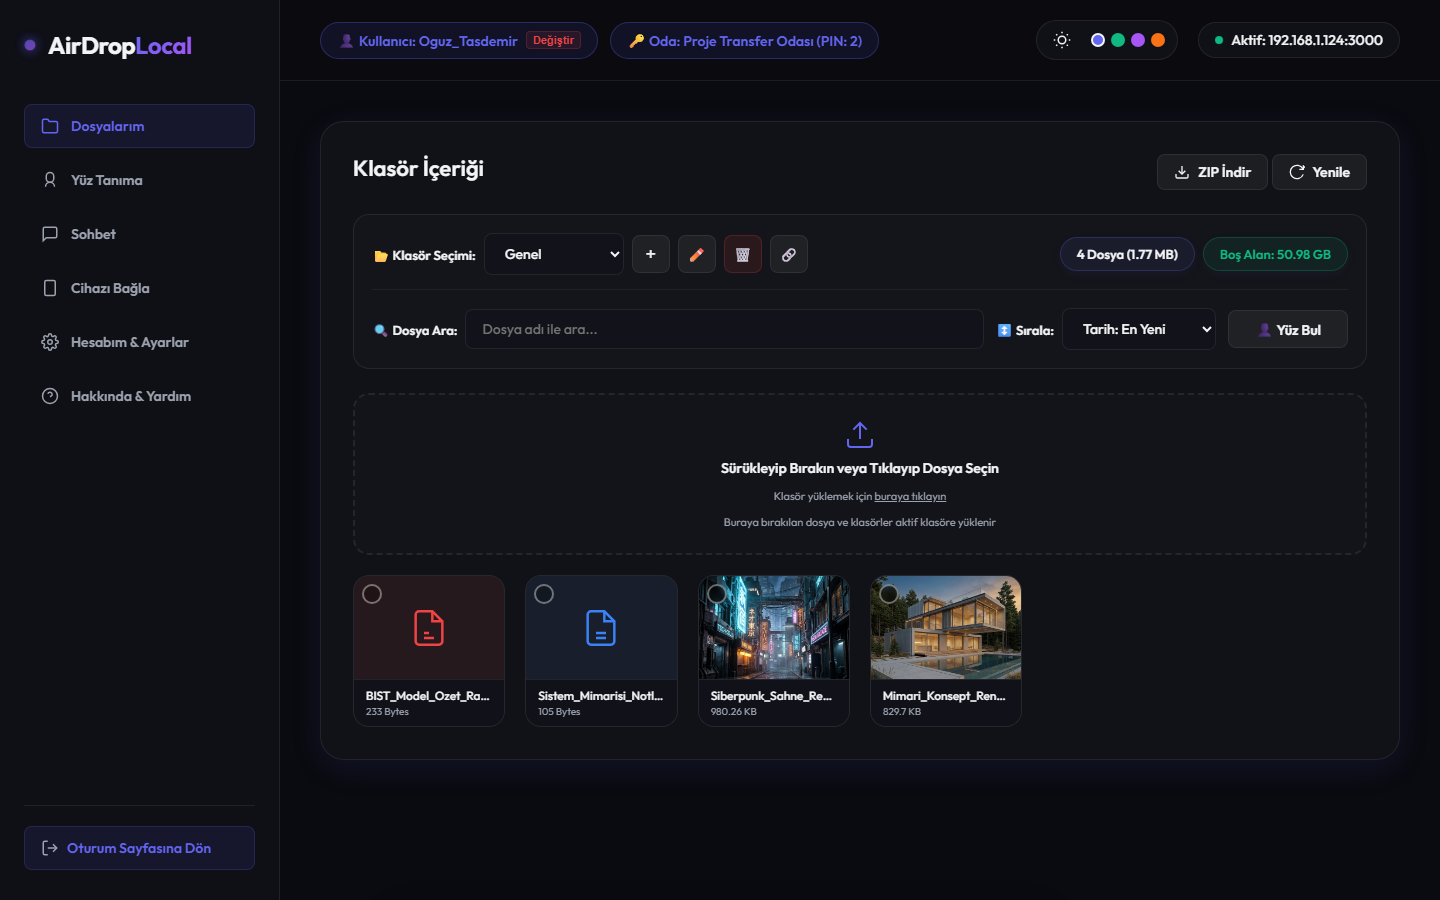 AirDropLocal
Kullanıcı: Oguz_Tasdemir Değiştir
Oda: Proje Transfer Odası (PIN: 2)
Aktif: 192.168.1.124:3000
Dosyalarım
Yüz Tanıma
Sohbet
Cihazı Bağla
Hesabım & Ayarlar
Hakkında & Yardım
Oturum Sayfasına Dön
Klasör İçeriği
ZIP İndir
Yenile
Klasör Seçimi: Genel +
4 Dosya (1.77 MB)
Boş Alan: 50.98 GB
Dosya Ara: Dosya adı ile ara...
Sırala: Tarih: En Yeni
Yüz Bul
Sürükleyip Bırakın veya Tıklayıp Dosya Seçin
Klasör yüklemek için buraya tıklayın
Buraya bırakılan dosya ve klasörler aktif klasöre yüklenir
BIST_Model_Ozet_Ra...
233 Bytes
Sistem_Mimarisi_Notl...
105 Bytes
Siberpunk_Sahne_Re...
980.26 KB
Mimari_Konsept_Ren...
829.7 KB